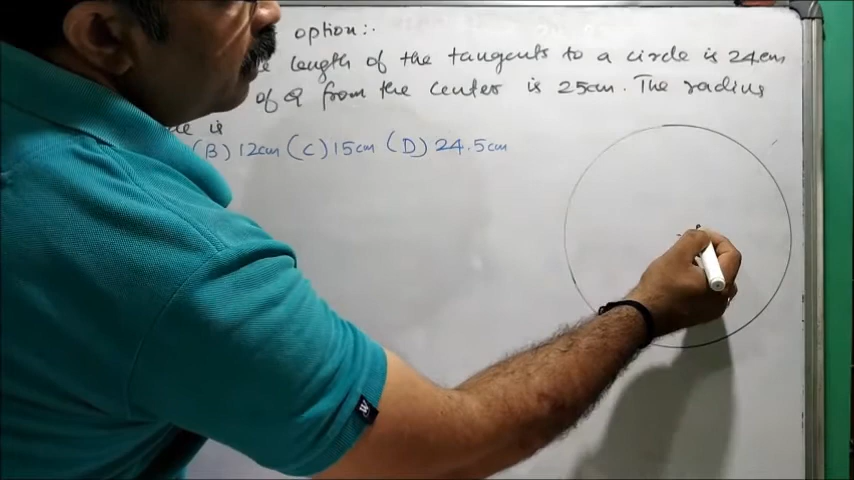 option:.
length of the tangents to a circle is 24cm
of Q from the center is 25cm. The radius
is
(B) 12cm (C) 15cm (D) 24.5cm